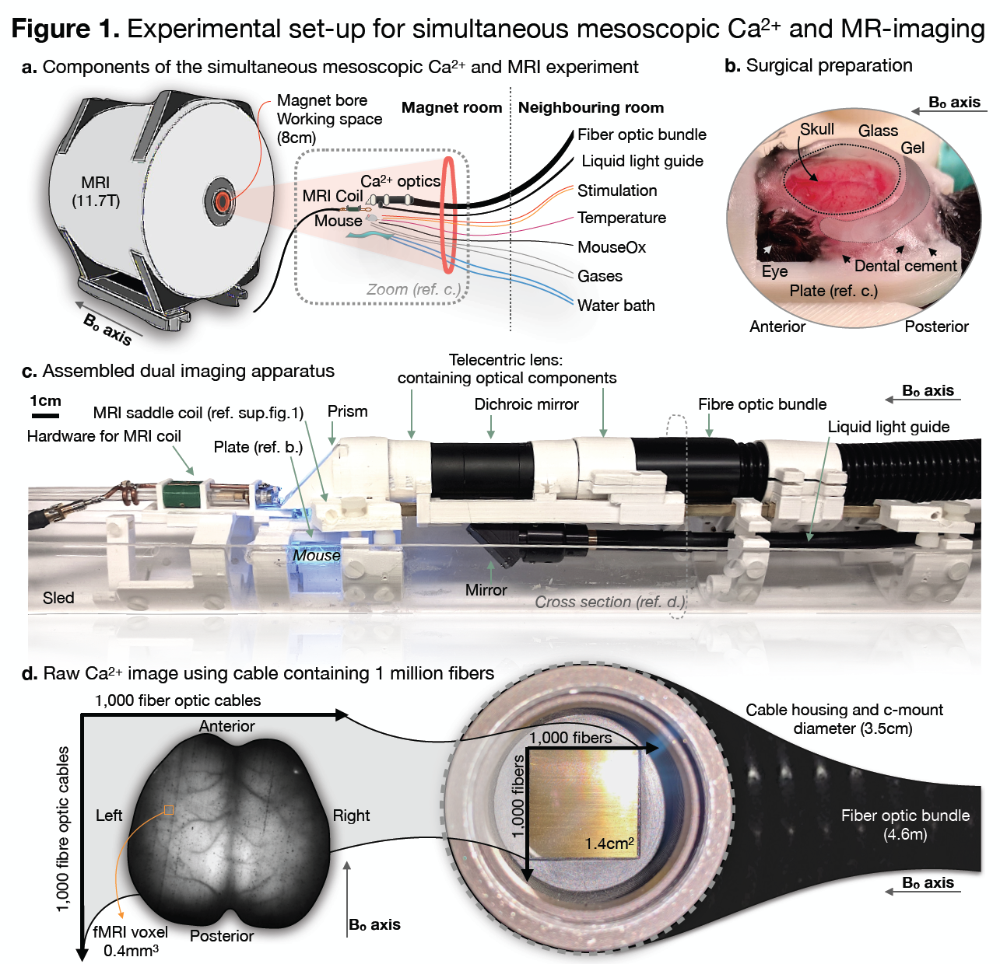 Figure 1. Experimental set-up for simultaneous mesoscopic Ca²⁺ and MR-imaging
a. Components of the simultaneous mesoscopic Ca²⁺ and MRI experiment
Magnet bore
Working space
(8cm)
Magnet room
Neighbouring room
MRI
(11.7T)
Ca²⁺ optics
MRI Coil
Mouse
Fiber optic bundle
Liquid light guide
Stimulation
Temperature
MouseOx
Gases
Water bath
Zoom (ref. c.)
B₀ axis
b. Surgical preparation
B₀ axis
Skull
Glass
Gel
Eye
Dental cement
Plate (ref. c.)
Anterior
Posterior
c. Assembled dual imaging apparatus
Telecentric lens:
containing optical components
1cm
MRI saddle coil (ref. sup.fig.1)
Prism
Dichroic mirror
Fibre optic bundle
B₀ axis
Hardware for MRI coil
Plate (ref. b.)
Liquid light guide
Mouse
Mirror
Sled
Cross section (ref. d.)
d. Raw Ca²⁺ image using cable containing 1 million fibers
1,000 fiber optic cables
Anterior
1,000 fibre optic cables
Left
Right
fMRI voxel
0.4mm³
Posterior
B₀ axis
1,000 fibers
1,000 fibers
1.4cm²
Cable housing and c-mount
diameter (3.5cm)
Fiber optic bundle
(4.6m)
B₀ axis